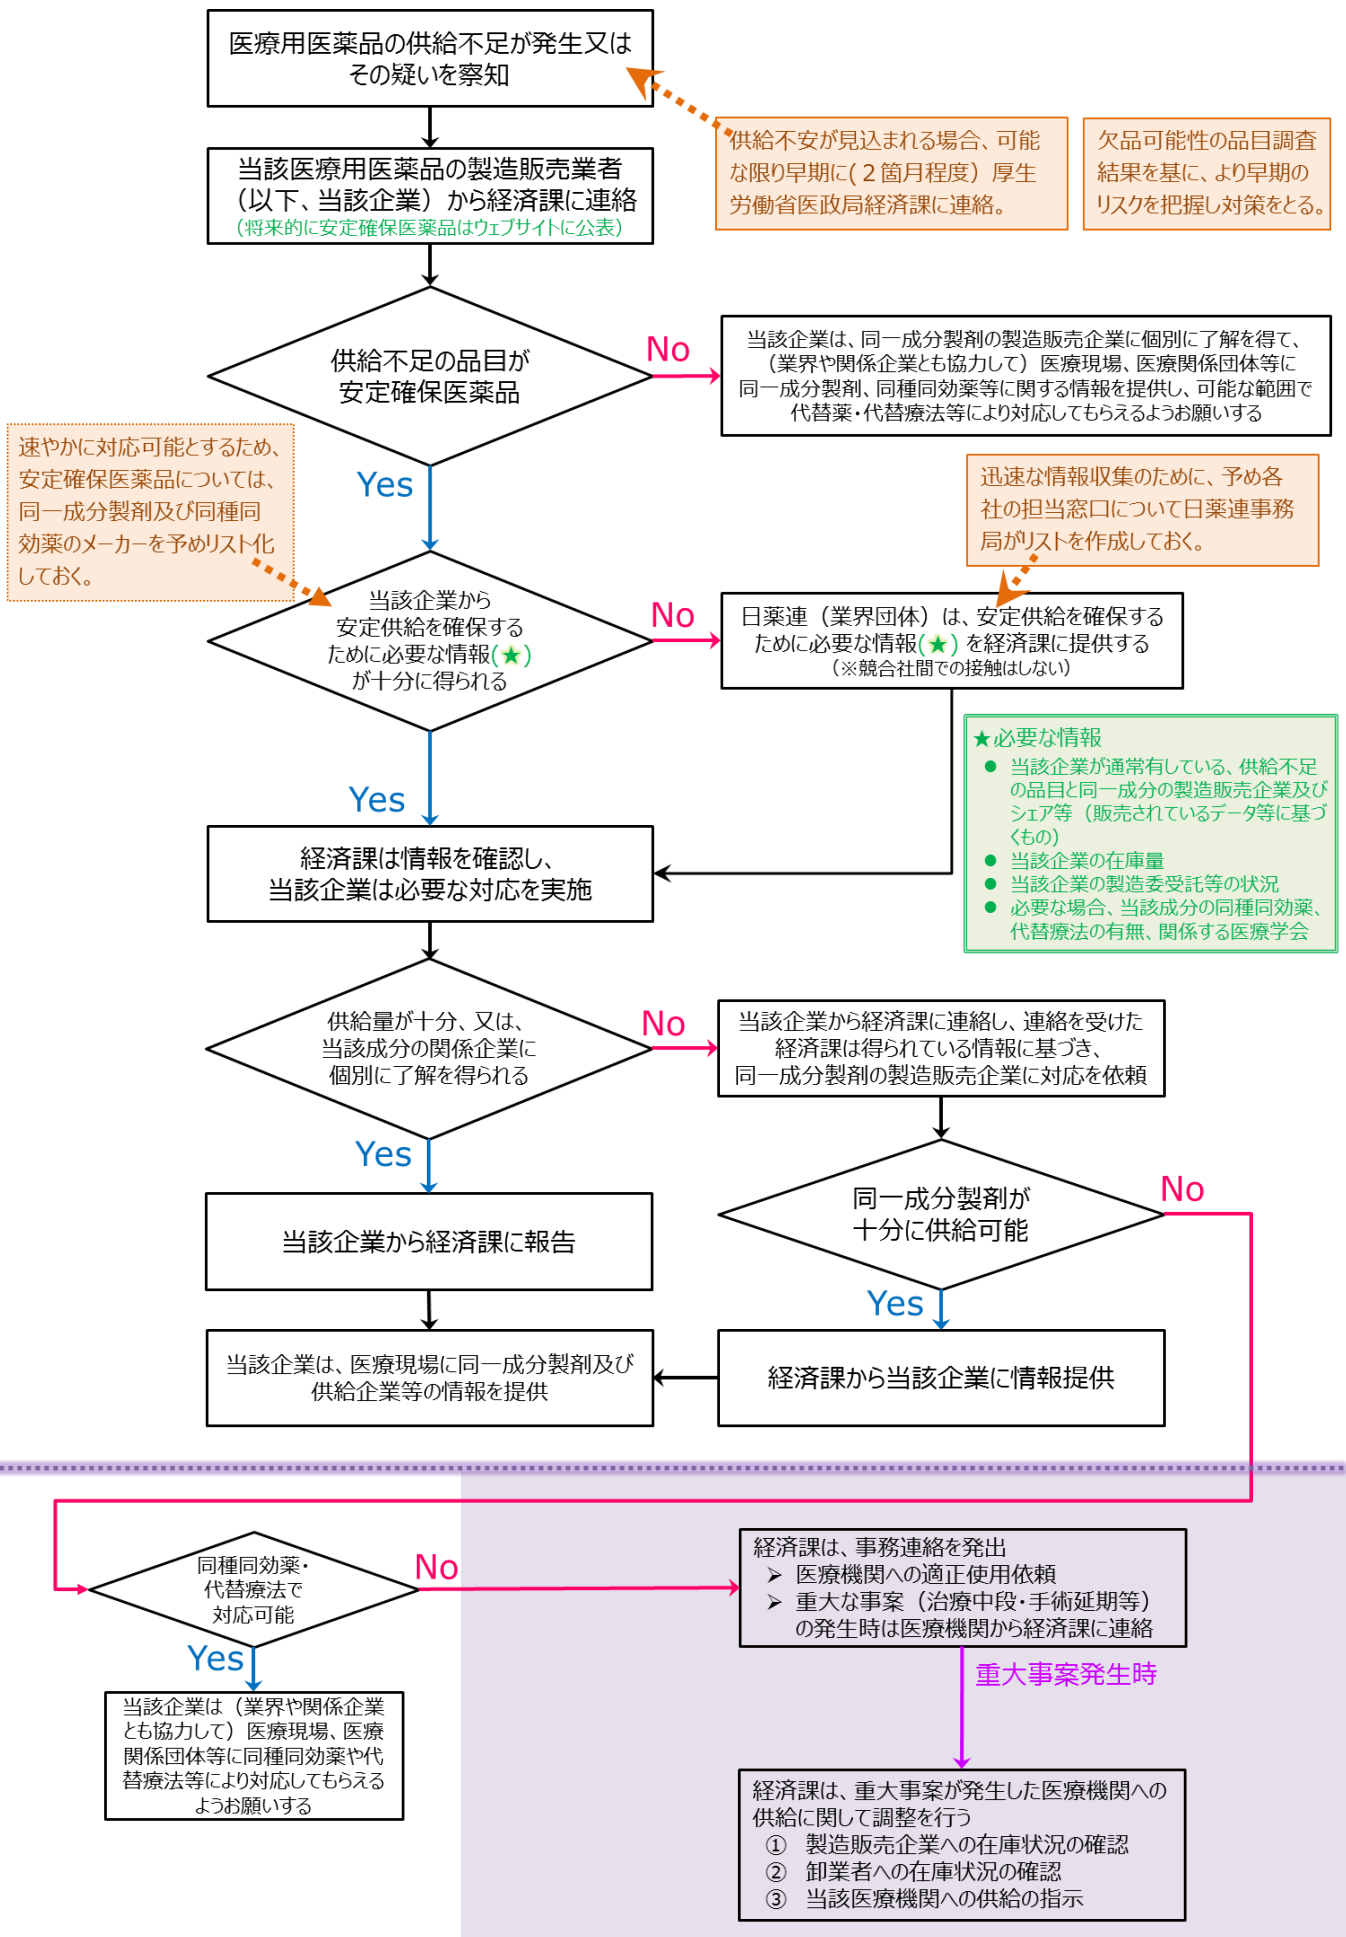 医療用医薬品の供給不足が発生又は
その疑いを察知
供給不安が見込まれる場合、可能
な限り早期に(２箇月程度）厚生
労働省医政局経済課に連絡。
欠品可能性の品目調査
結果を基に、より早期の
リスクを把握し対策をとる。
当該医療用医薬品の製造販売業者
（以下、当該企業）から経済課に連絡
（将来的に安定確保医薬品はウェブサイトに公表）
供給不足の品目が
安定確保医薬品
No
当該企業は、同一成分製剤の製造販売企業に個別に了解を得て、
（業界や関係企業とも協力して）医療現場、医療関係団体等に
同一成分製剤、同種同効薬等に関する情報を提供し、可能な範囲で
代替薬・代替療法等により対応してもらえるようお願いする
速やかに対応可能とするため、
安定確保医薬品については、
同一成分製剤及び同種同
効薬のメーカーを予めリスト化
しておく。
Yes
迅速な情報収集のために、予め各
社の担当窓口について日薬連事務
局がリストを作成しておく。
当該企業から
安定供給を確保する
ために必要な情報(★)
が十分に得られる
No
日薬連（業界団体）は、安定供給を確保する
ために必要な情報(★) を経済課に提供する
（※競合社間での接触はしない）
★必要な情報
● 当該企業が通常有している、供給不足
の品目と同一成分の製造販売企業及び
シェア等（販売されているデータ等に基づ
くもの）
● 当該企業の在庫量
● 当該企業の製造委受託等の状況
● 必要な場合、当該成分の同種同効薬、
代替療法の有無、関係する医療学会
Yes
経済課は情報を確認し、
当該企業は必要な対応を実施
供給量が十分、又は、
当該成分の関係企業に
個別に了解を得られる
No
当該企業から経済課に連絡し、連絡を受けた
経済課は得られている情報に基づき、
同一成分製剤の製造販売企業に対応を依頼
Yes
同一成分製剤が
十分に供給可能
No
当該企業から経済課に報告
Yes
当該企業は、医療現場に同一成分製剤及び
供給企業等の情報を提供
経済課から当該企業に情報提供
同種同効薬・
代替療法で
対応可能
No
経済課は、事務連絡を発出
➢ 医療機関への適正使用依頼
➢ 重大な事案（治療中段・手術延期等）
の発生時は医療機関から経済課に連絡
Yes
重大事案発生時
当該企業は（業界や関係企業
とも協力して）医療現場、医療
関係団体等に同種同効薬や代
替療法等により対応してもらえる
ようお願いする
経済課は、重大事案が発生した医療機関への
供給に関して調整を行う
① 製造販売企業への在庫状況の確認
② 卸業者への在庫状況の確認
③ 当該医療機関への供給の指示